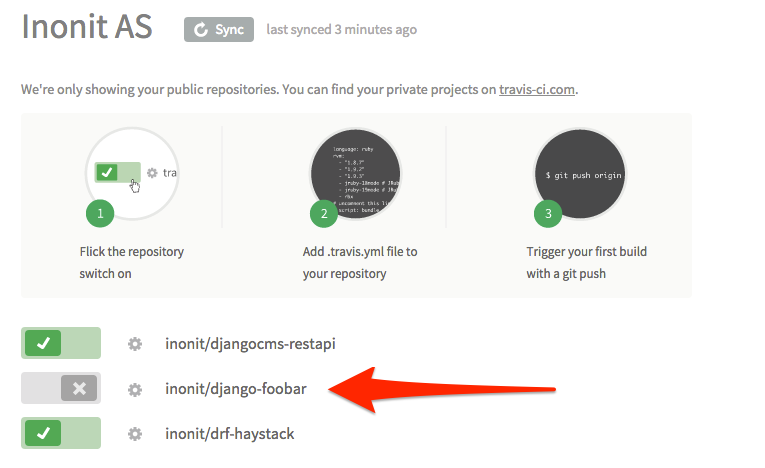 Inonit AS
Sync
last synced 3 minutes ago
We're only showing your public repositories. You can find your private projects on travis-ci.com.
tra
1
Flick the repository
switch on
language: ruby
rvm:
- "1.8.7"
- "1.9.2"
- "1.9.3"
- jruby-18mode # JRub
- jruby-19mode # JRu
- rbx
# uncomment this lin
script: bundle
2
Add .travis.yml file to
your repository
$ git push origin
3
Trigger your first build
with a git push
inonit/djangocms-restapi
inonit/django-foobar
inonit/drf-haystack